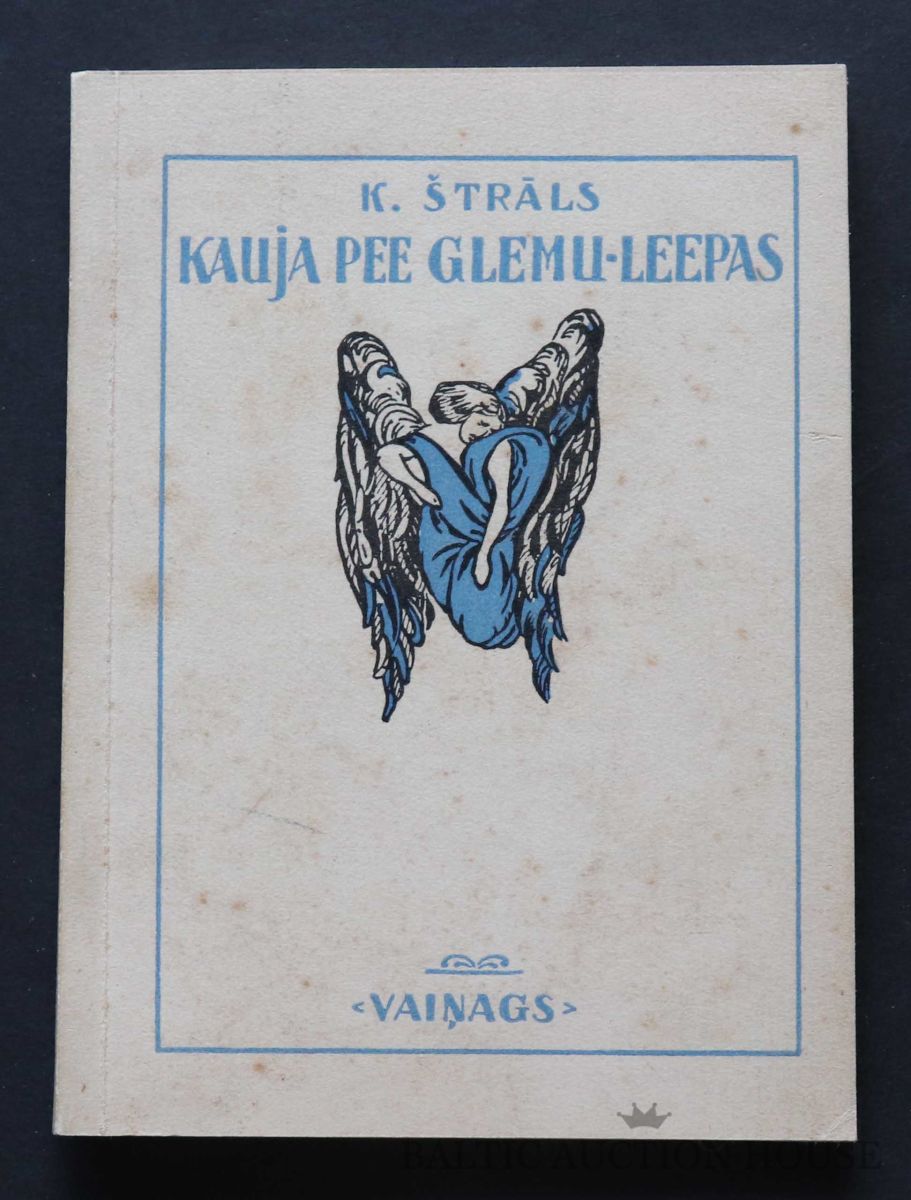 K. ŠTRĀLS
KAUJA PEE GLEMU-LEEPAS
<VAIŅAGS>
BALTIC AUCTION HOUSE